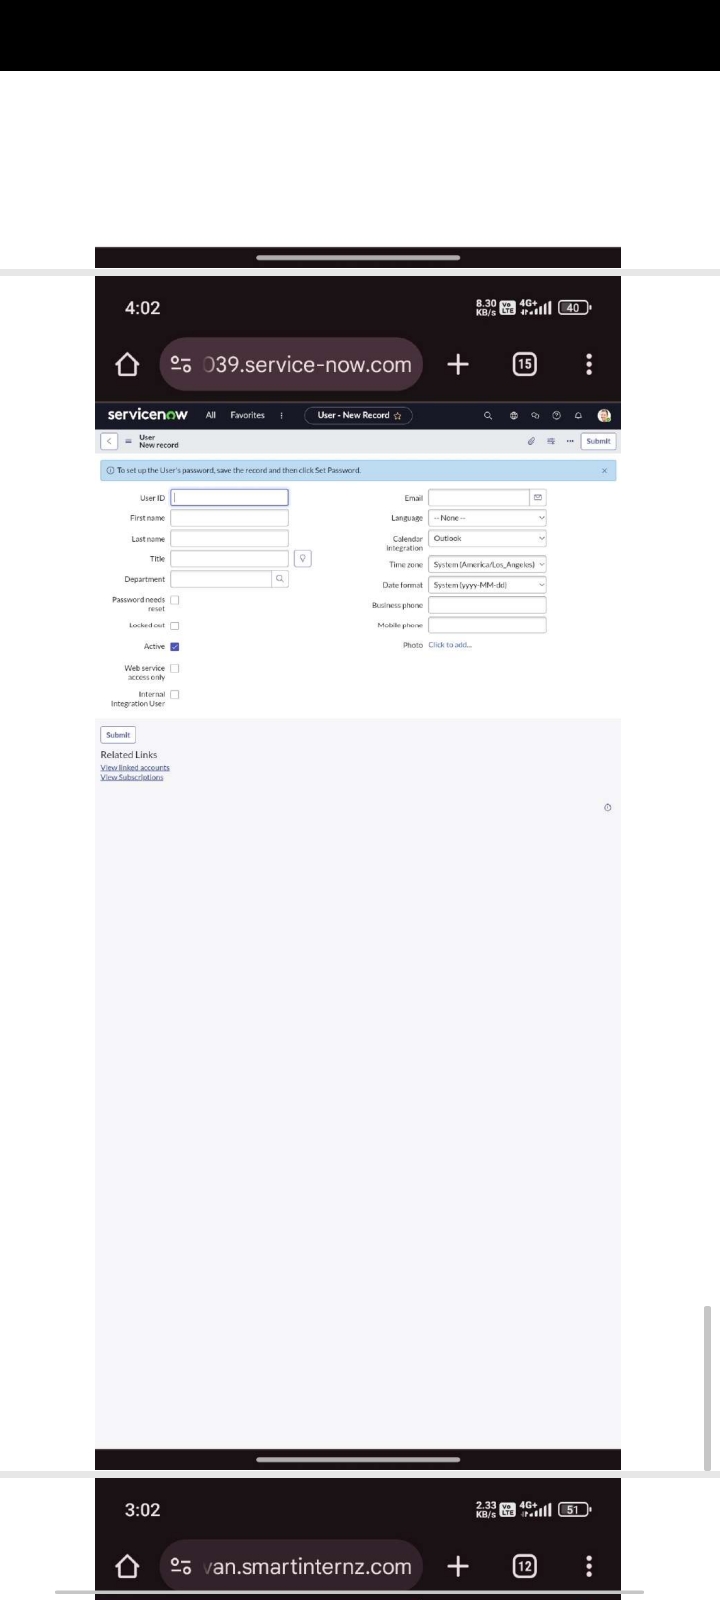 4:02
8.30 KB/s Vo LTE 4G+ 40
039.service-now.com
15
servicenow All Favorites User - New Record
User
New record
Submit
To set up the User's password, save the record and then click Set Password.
User ID
First name
Last name
Title
Department
Password needs reset
Locked out
Active
Web service access only
Internal Integration User
Email
Language -- None --
Calendar integration Outlook
Time zone System (America/Los_Angeles)
Date format System (yyyy-MM-dd)
Business phone
Mobile phone
Photo Click to add...
Submit
Related Links
View linked accounts
View Subscriptions
3:02
2.33 KB/s Vo LTE 4G+ 51
van.smartinternz.com
12